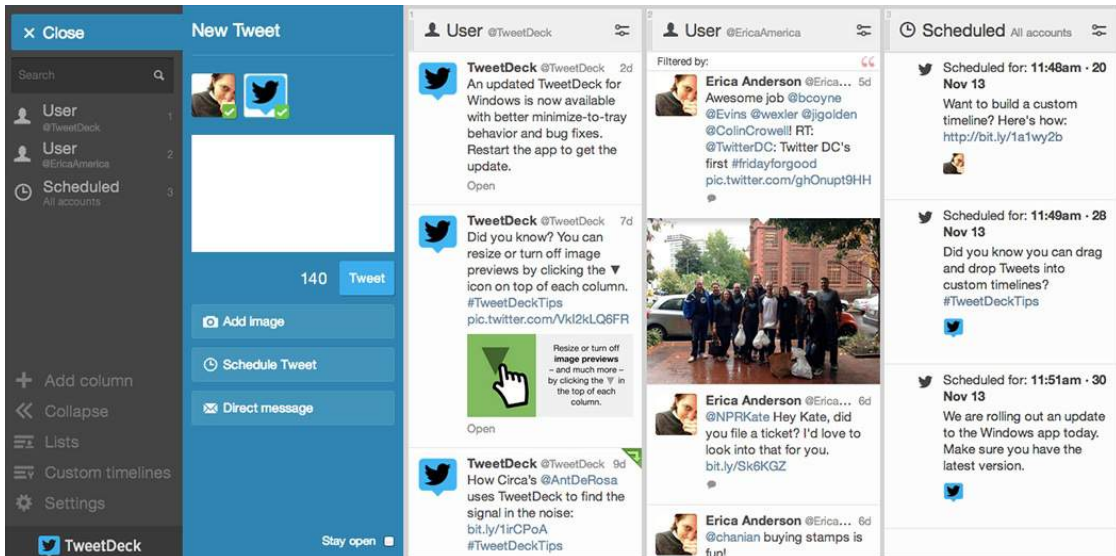 Close
Search
User 1
@TweetDeck
User 2
@EricaAmerica
Scheduled 3
All accounts
Add column
Collapse
Lists
Custom timelines
Settings
TweetDeck
New Tweet
140 Tweet
Add image
Schedule Tweet
Direct message
Stay open
1
User @TweetDeck
TweetDeck @TweetDeck 2d
An updated TweetDeck for
Windows is now available
with better minimize-to-tray
behavior and bug fixes.
Restart the app to get the
update.
Open
TweetDeck @TweetDeck 7d
Did you know? You can
resize or turn off image
previews by clicking the ▼
icon on top of each column.
#TweetDeckTips
pic.twitter.com/VkI2kLQ6FR
Resize or turn off
image previews
– and much more –
by clicking the ▼ in
the top of each
column.
Open
TweetDeck @TweetDeck 9d
How Circa's @AntDeRosa
uses TweetDeck to find the
signal in the noise:
bit.ly/1irCPoA
#TweetDeckTips
2
User @EricaAmerica
Filtered by:
Erica Anderson @Erica... 5d
Awesome job @bcoyne
@Evins @wexler @jigolden
@ColinCrowell! RT:
@TwitterDC: Twitter DC's
first #fridayforgood
pic.twitter.com/ghOnupt9HH
Erica Anderson @Erica... 6d
@NPRKate Hey Kate, did
you file a ticket? I'd love to
look into that for you.
bit.ly/Sk6KGZ
Erica Anderson @Erica... 6d
@chanian buying stamps is
fun!
3
Scheduled All accounts
Scheduled for: 11:48am · 20
Nov 13
Want to build a custom
timeline? Here's how:
http://bit.ly/1a1wy2b
Scheduled for: 11:49am · 28
Nov 13
Did you know you can drag
and drop Tweets into
custom timelines?
#TweetDeckTips
Scheduled for: 11:51am · 30
Nov 13
We are rolling out an update
to the Windows app today.
Make sure you have the
latest version.